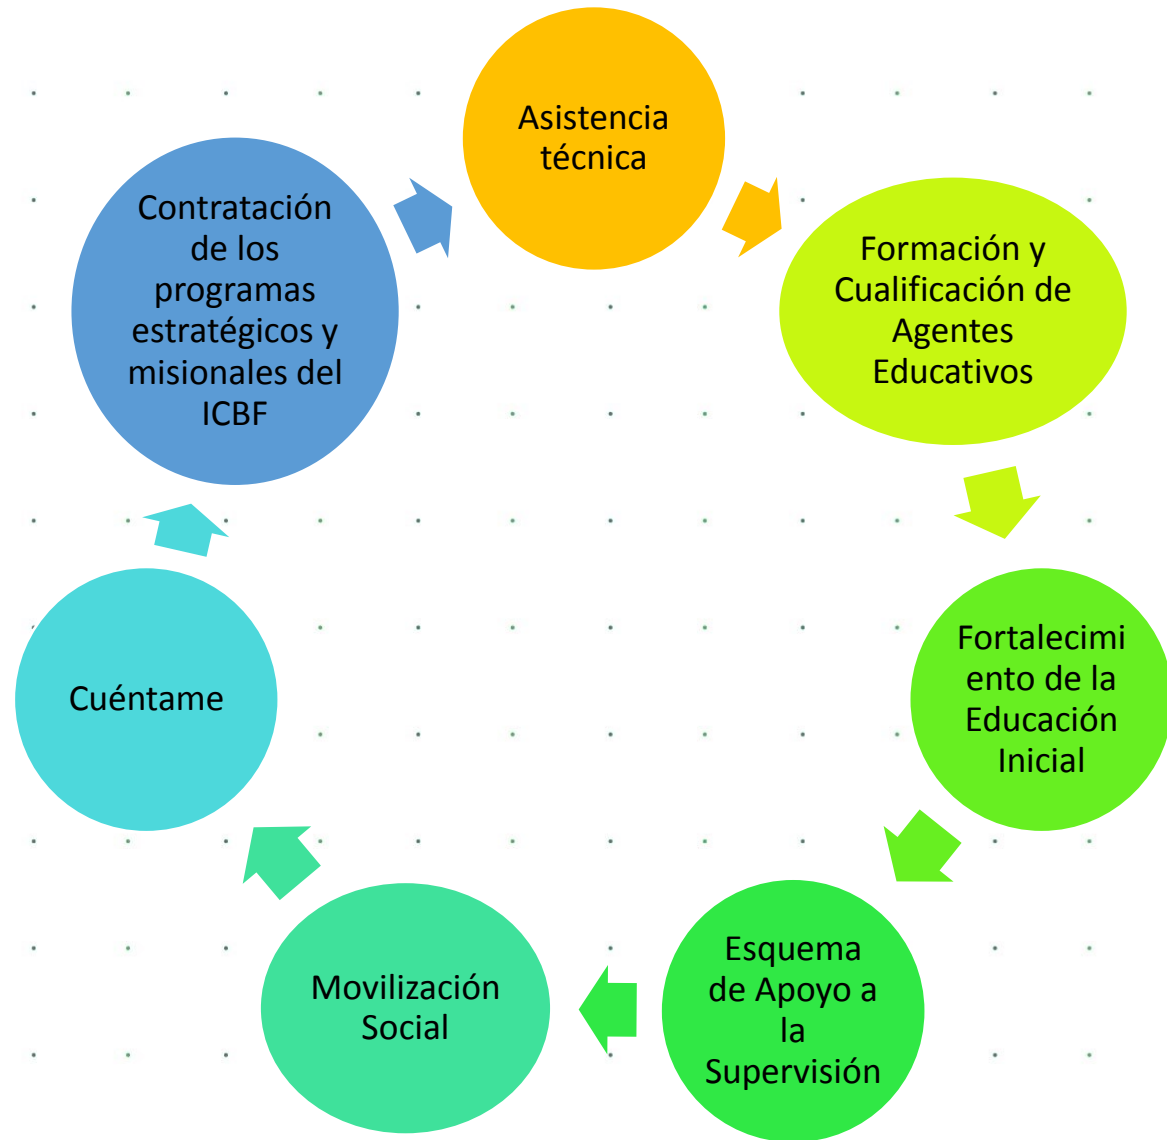 Asistencia
técnica
Formación y
Cualificación de
Agentes
Educativos
Fortalecimi
ento de la
Educación
Inicial
Esquema
de Apoyo a
la
Supervisión
Movilización
Social
Cuéntame
Contratación
de los
programas
estratégicos y
misionales del
ICBF